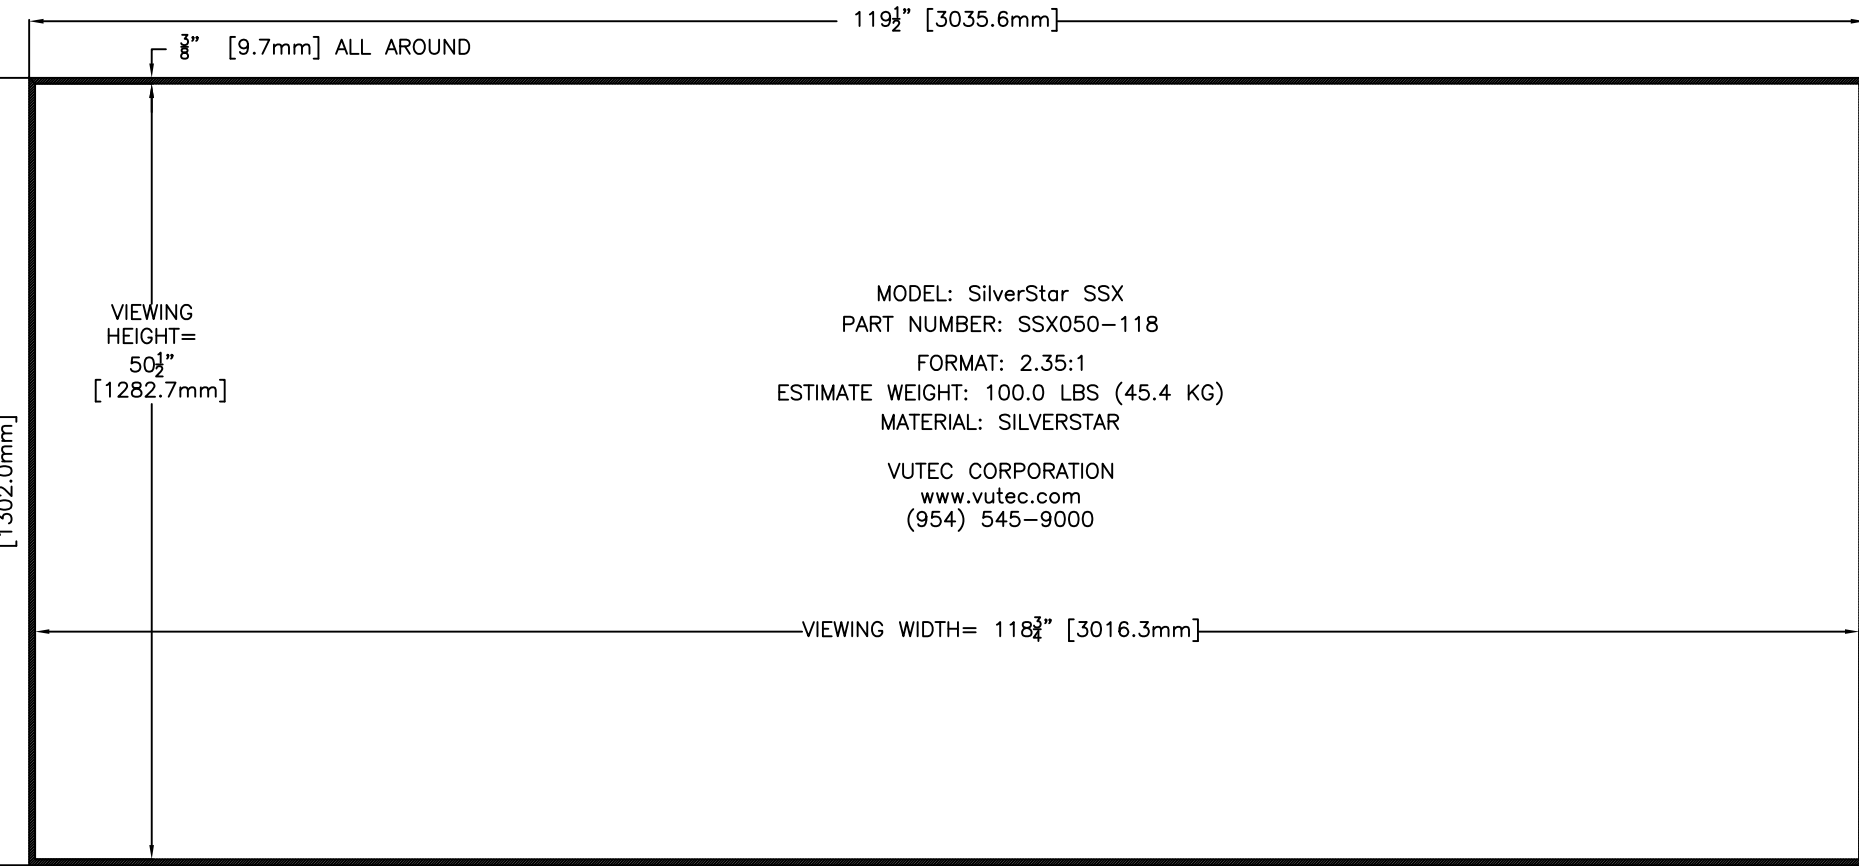 119½" [3035.6mm]
⅜" [9.7mm] ALL AROUND
VIEWING
HEIGHT=
50½"
[1282.7mm]
[1302.0mm]
MODEL: SilverStar SSX
PART NUMBER: SSX050-118
FORMAT: 2.35:1
ESTIMATE WEIGHT: 100.0 LBS (45.4 KG)
MATERIAL: SILVERSTAR
VUTEC CORPORATION
www.vutec.com
(954) 545-9000
VIEWING WIDTH= 118¾" [3016.3mm]